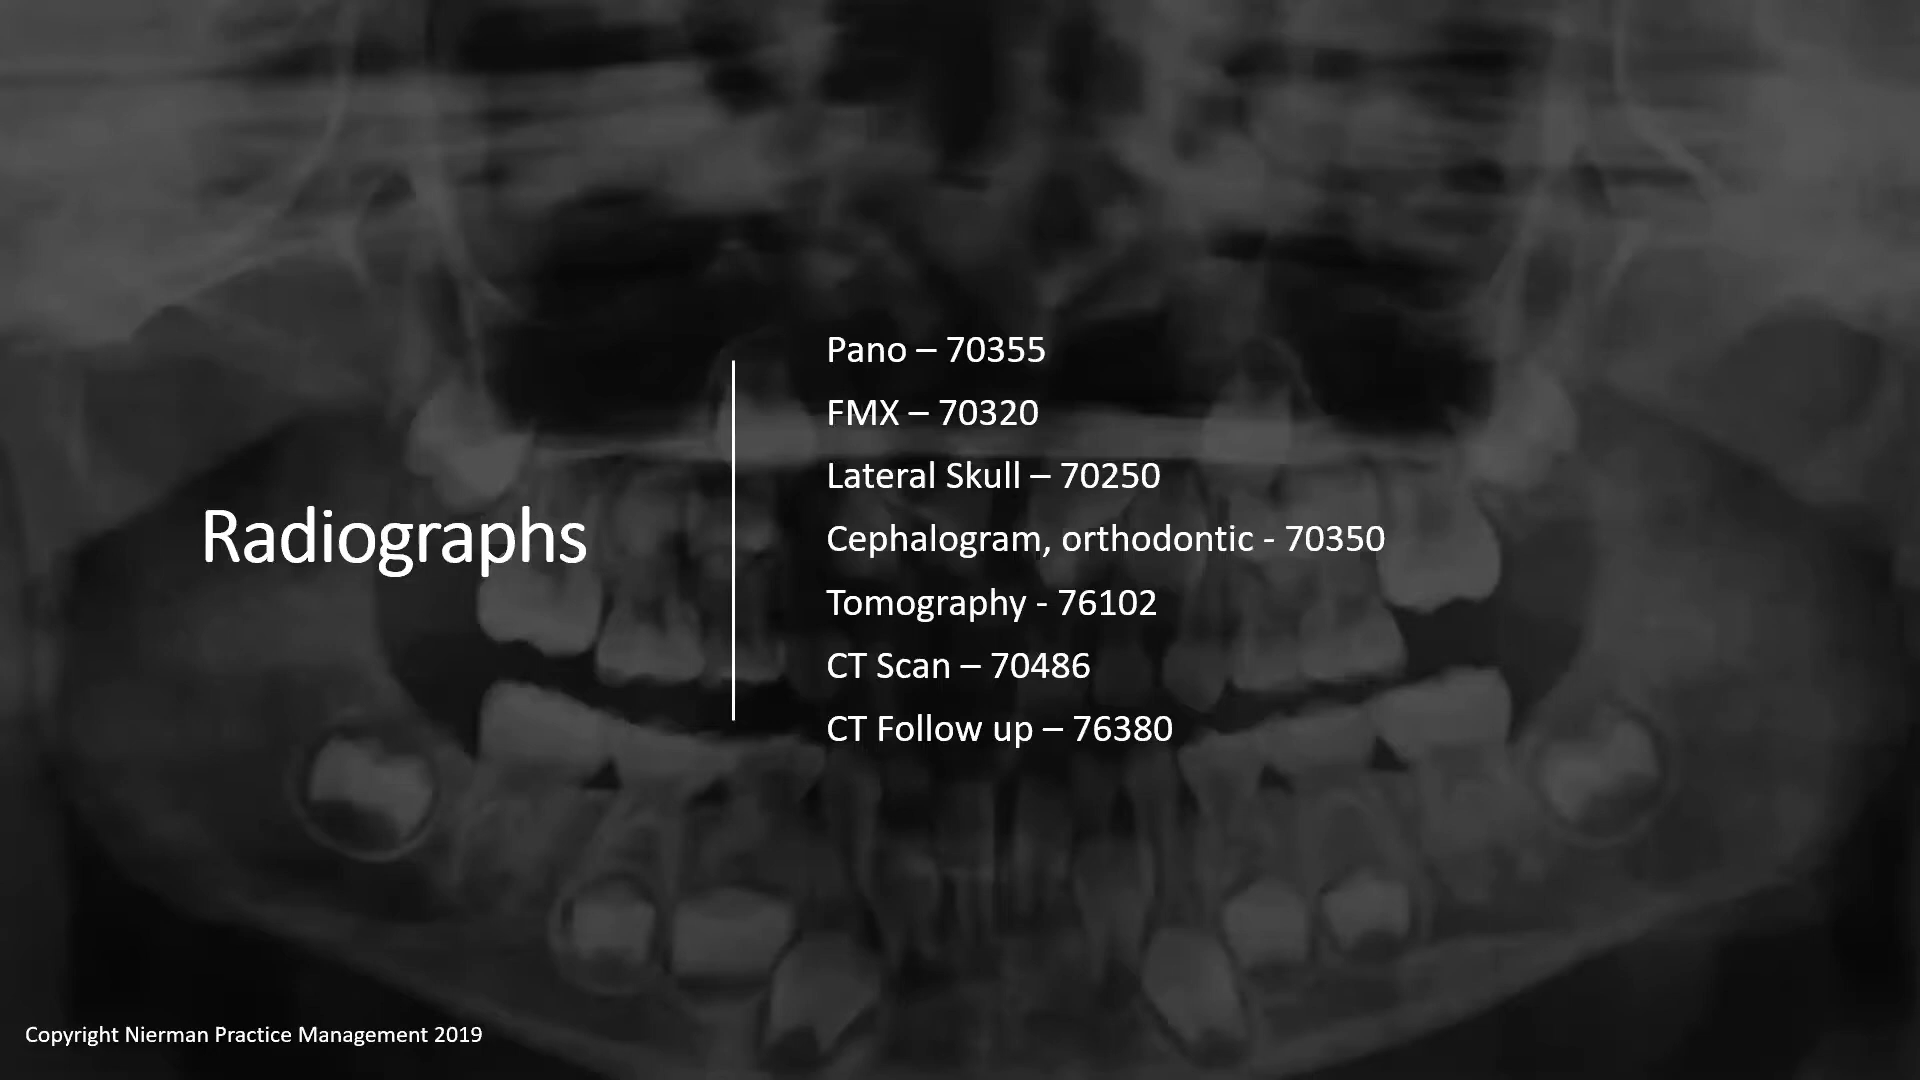 Radiographs
Pano – 70355
FMX – 70320
Lateral Skull – 70250
Cephalogram, orthodontic - 70350
Tomography - 76102
CT Scan – 70486
CT Follow up – 76380
Copyright Nierman Practice Management 2019